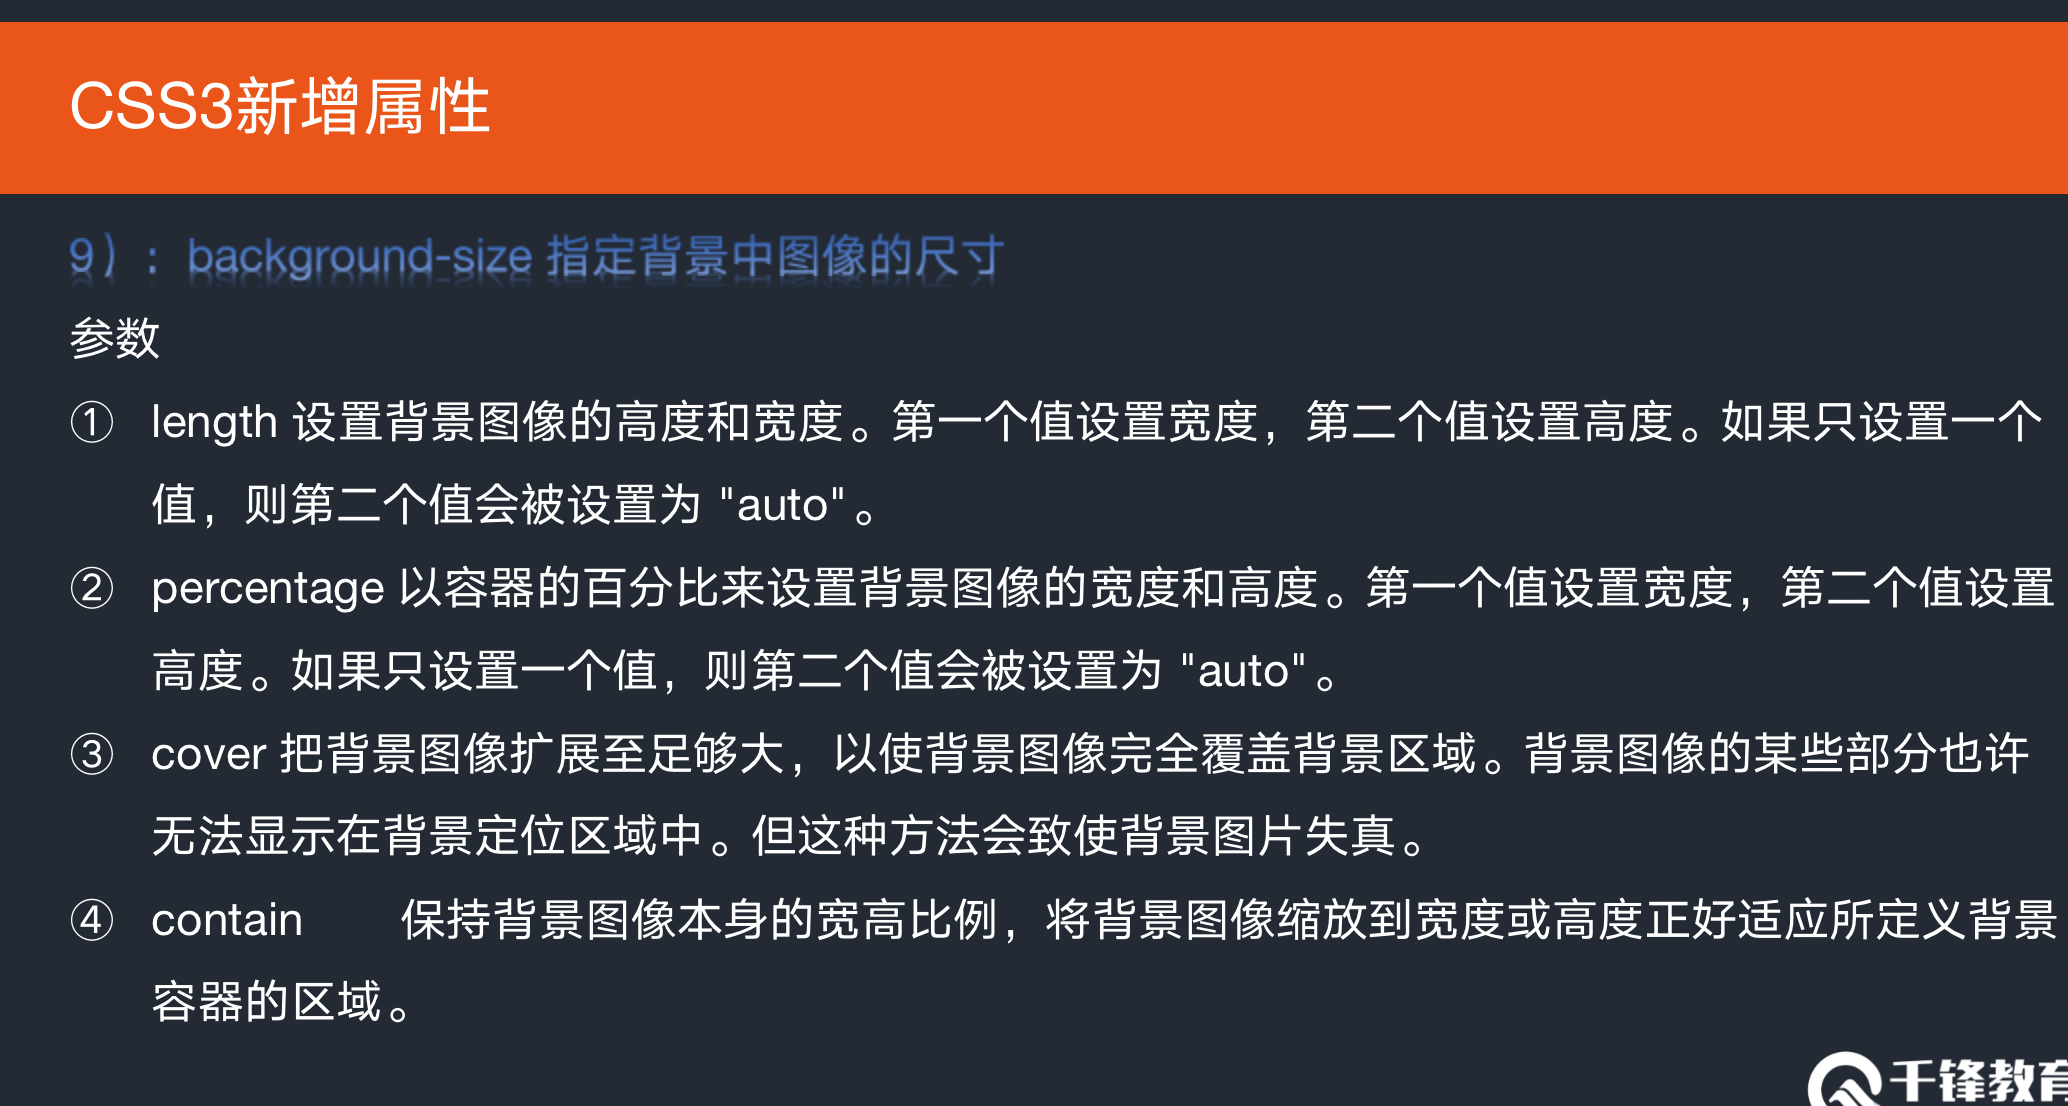 CSS3新增属性
9）：background-size 指定背景中图像的尺寸
参数
① length 设置背景图像的高度和宽度。第一个值设置宽度，第二个值设置高度。如果只设置一个
值，则第二个值会被设置为 "auto"。
② percentage 以容器的百分比来设置背景图像的宽度和高度。第一个值设置宽度，第二个值设置
高度。如果只设置一个值，则第二个值会被设置为 "auto"。
③ cover 把背景图像扩展至足够大，以使背景图像完全覆盖背景区域。背景图像的某些部分也许
无法显示在背景定位区域中。但这种方法会致使背景图片失真。
④ contain 保持背景图像本身的宽高比例，将背景图像缩放到宽度或高度正好适应所定义背景
容器的区域。
千锋教育